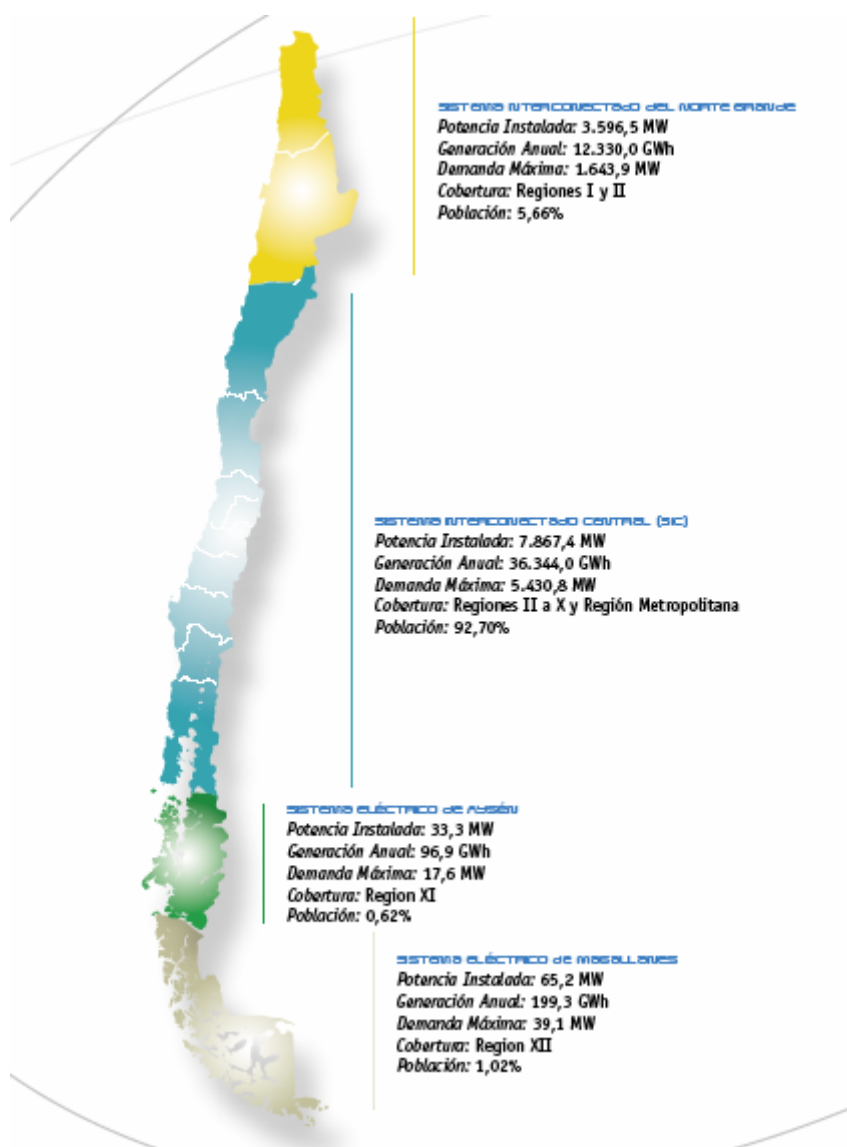 SISTEMA INTERCONECTADO DEL NORTE GRANDE
Potencia Instalada: 3.596,5 MW
Generación Anual: 12.330,0 GWh
Demanda Máxima: 1.643,9 MW
Cobertura: Regiones I y II
Población: 5,66%
SISTEMA INTERCONECTADO CENTRAL (SIC)
Potencia Instalada: 7.867,4 MW
Generación Anual: 36.344,0 GWh
Demanda Máxima: 5.430,8 MW
Cobertura: Regiones II a X y Región Metropolitana
Población: 92,70%
SISTEMA ELÉCTRICO de AYSÉN
Potencia Instalada: 33,3 MW
Generación Anual: 96,9 GWh
Demanda Máxima: 17,6 MW
Cobertura: Region XI
Población: 0,62%
SISTEMA ELÉCTRICO de MAGALLANES
Potencia Instalada: 65,2 MW
Generación Anual: 199,3 GWh
Demanda Máxima: 39,1 MW
Cobertura: Region XII
Población: 1,02%